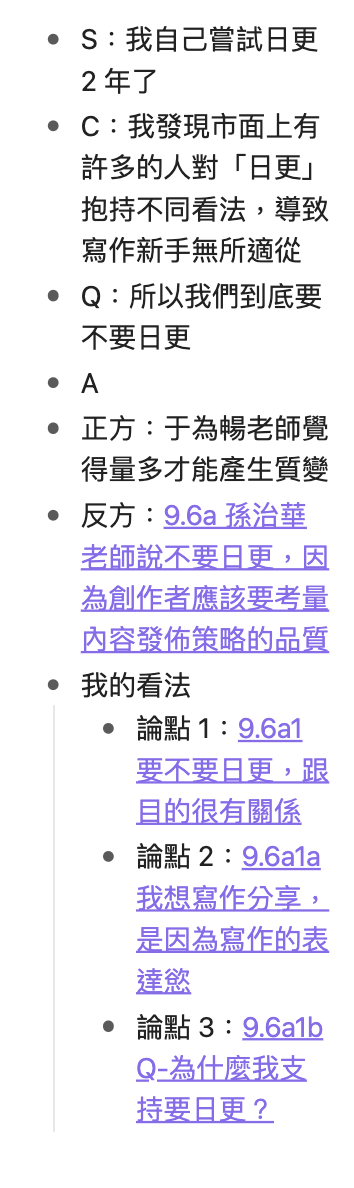 S：我自己嘗試日更
2 年了
C：我發現市面上有
許多的人對「日更」
抱持不同看法，導致
寫作新手無所適從
Q：所以我們到底要
不要日更
A
正方：于為暢老師覺
得量多才能產生質變
反方：9.6a 孫治華
老師說不要日更，因
為創作者應該要考量
內容發佈策略的品質
我的看法
論點 1：9.6a1
要不要日更，跟
目的很有關係
論點 2：9.6a1a
我想寫作分享，
是因為寫作的表
達慾
論點 3：9.6a1b
Q-為什麼我支
持要日更？